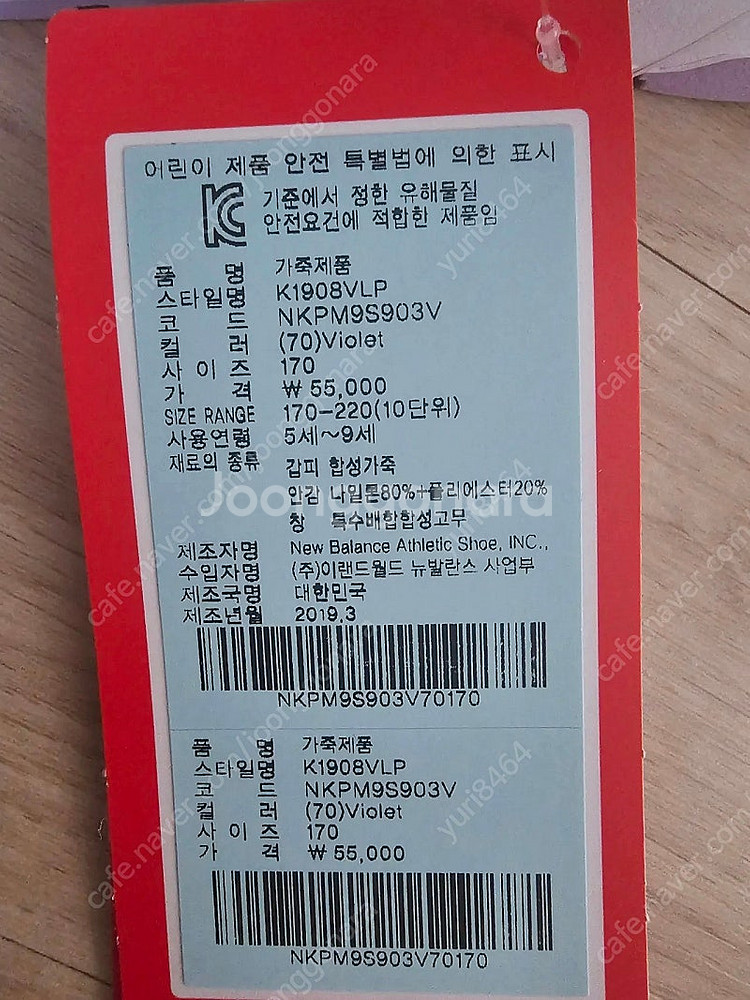 어린이 제품 안전 특별법에 의한 표시
기준에서 정한 유해물질
안전요건에 적합한 제품임
품 명 가죽제품
스타일명 K1908VLP
코 드 NKPM9S903V
컬 러 (70)Violet
사 이 즈 170
가 격 ₩ 55,000
SIZE RANGE 170-220(10단위)
사용연령 5세~9세
재료의 종류 갑피 합성가죽
안감 나일톤80%+폴리에스터20%
창 특수배합합성고무
제조자명 New Balance Athletic Shoe, INC.,
수입자명 (주)이랜드월드 뉴발란스 사업부
제조국명 대한민국
제조년월 2019.3
NKPM9S903V70170
품 명 가죽제품
스타일명 K1908VLP
코 드 NKPM9S903V
컬 러 (70)Violet
사 이 즈 170
가 격 ₩ 55,000
NKPM9S903V70170
Joonggonara
cafe.naver.com/joonggonara
yuri8464